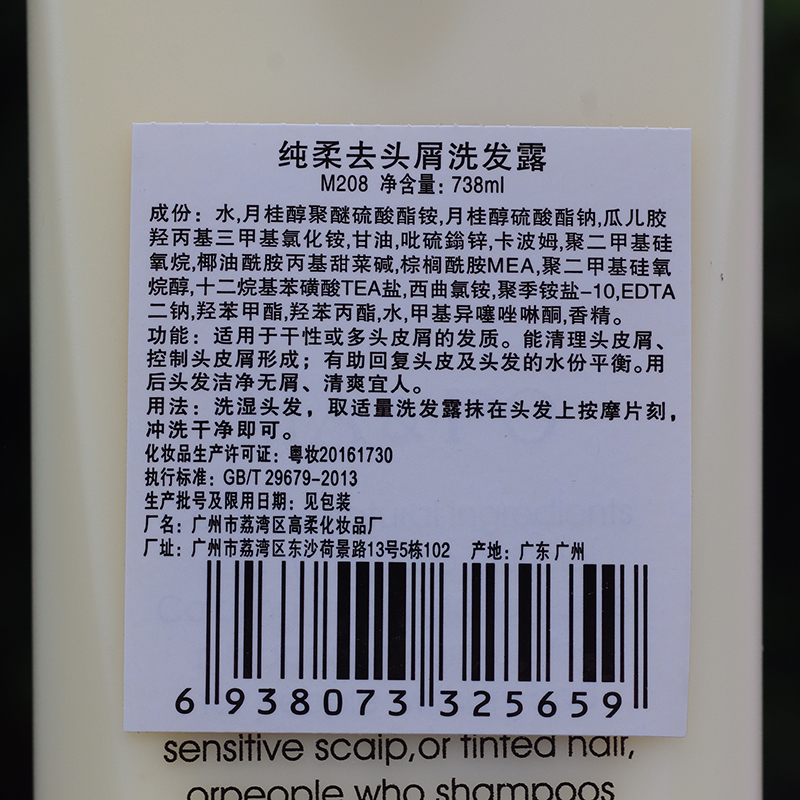 纯柔去头屑洗发露
M208 净含量: 738ml
成份: 水,月桂醇聚醚硫酸酯铵,月桂醇硫酸酯钠,瓜儿胶
羟丙基三甲基氯化铵,甘油,吡硫鎓锌,卡波姆,聚二甲基硅
氧烷,椰油酰胺丙基甜菜碱,棕榈酰胺MEA,聚二甲基硅氧
烷醇,十二烷基苯磺酸TEA盐,西曲氯铵,聚季铵盐-10,EDTA
二钠,羟苯甲酯,羟苯丙酯,水,甲基异噻唑啉酮,香精。
功能: 适用于干性或多头皮屑的发质。能清理头皮屑、
控制头皮屑形成; 有助回复头皮及头发的水份平衡。用
后头发洁净无屑、清爽宜人。
用法: 洗湿头发, 取适量洗发露抹在头发上按摩片刻,
冲洗干净即可。
化妆品生产许可证: 粤妆20161730
执行标准: GB/T 29679-2013
生产批号及限用日期: 见包装
厂名: 广州市荔湾区高柔化妆品厂
厂址: 广州市荔湾区东沙荷景路13号5栋102 产地: 广东 广州
6 938073 325659
sensitive scalp,or tinted hair,
orpeople who shampoos